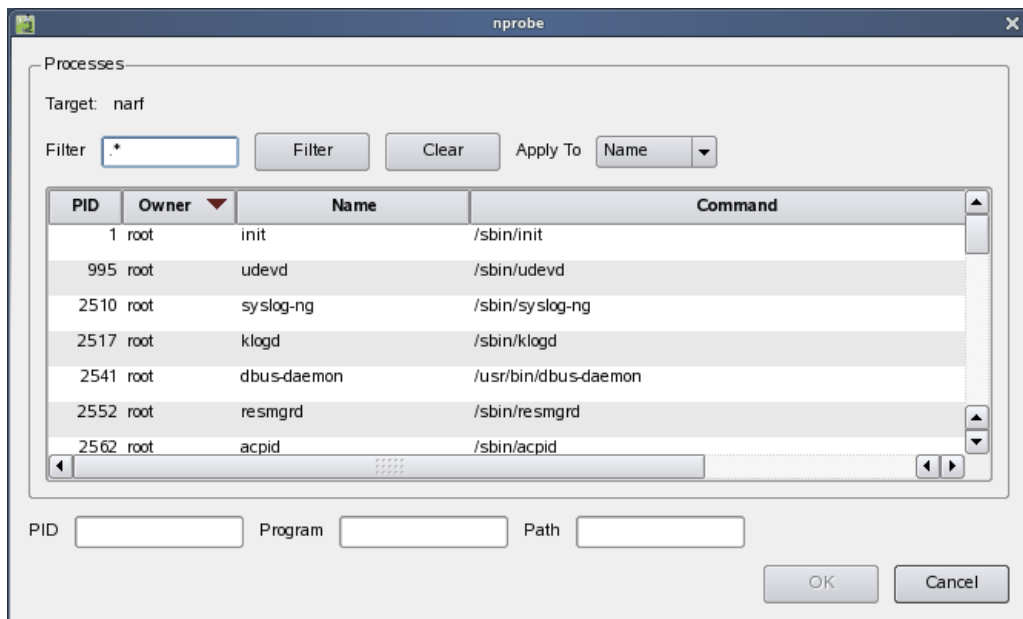 nprobe
Processes
Target: narf
Filter .* Filter Clear Apply To Name
PID Owner Name Command
1 root init /sbin/init
995 root udevd /sbin/udevd
2510 root syslog-ng /sbin/syslog-ng
2517 root klogd /sbin/klogd
2541 root dbus-daemon /usr/bin/dbus-daemon
2552 root resmgrd /sbin/resmgrd
2562 root acpid /sbin/acpid
PID Program Path
OK Cancel